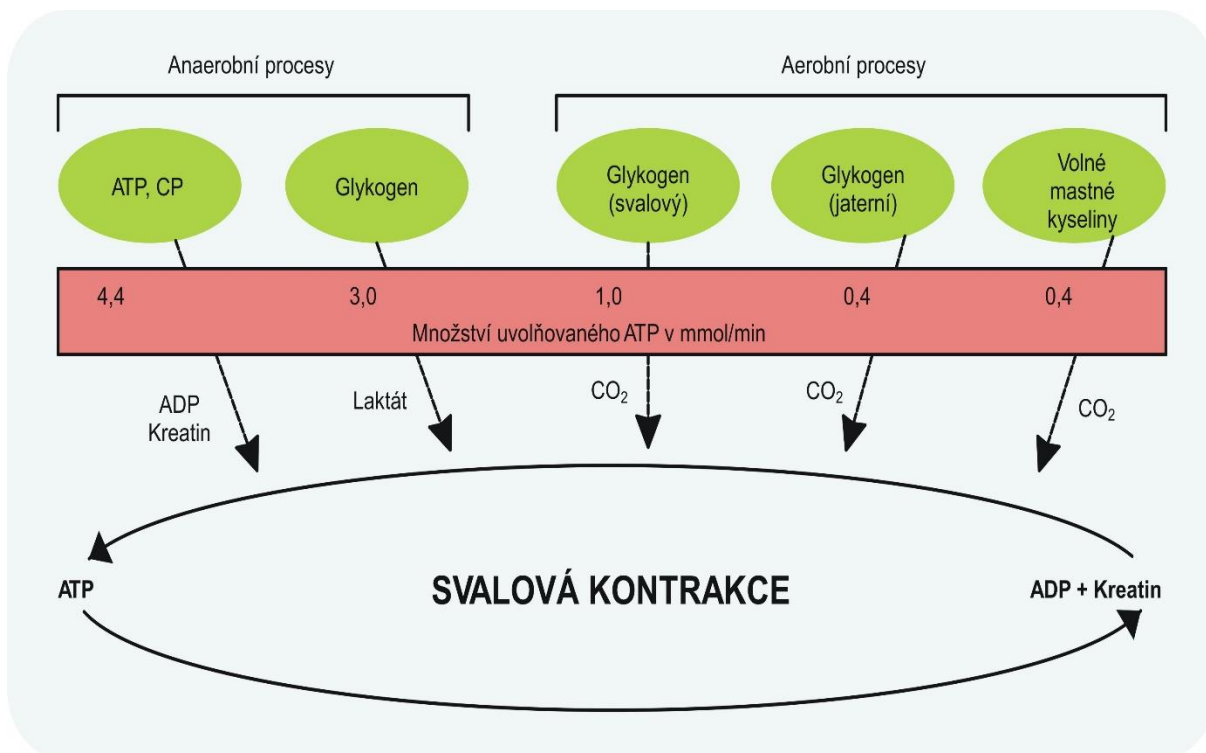 Anaerobní procesy
Aerobní procesy
ATP, CP
Glykogen
Glykogen
(svalový)
Glykogen
(jaterní)
Volné
mastné
kyseliny
4,4
3,0
1,0
0,4
0,4
Množství uvolňovaného ATP v mmol/min
ADP
Kreatin
Laktát
CO₂
CO₂
CO₂
ATP
SVALOVÁ KONTRAKCE
ADP + Kreatin